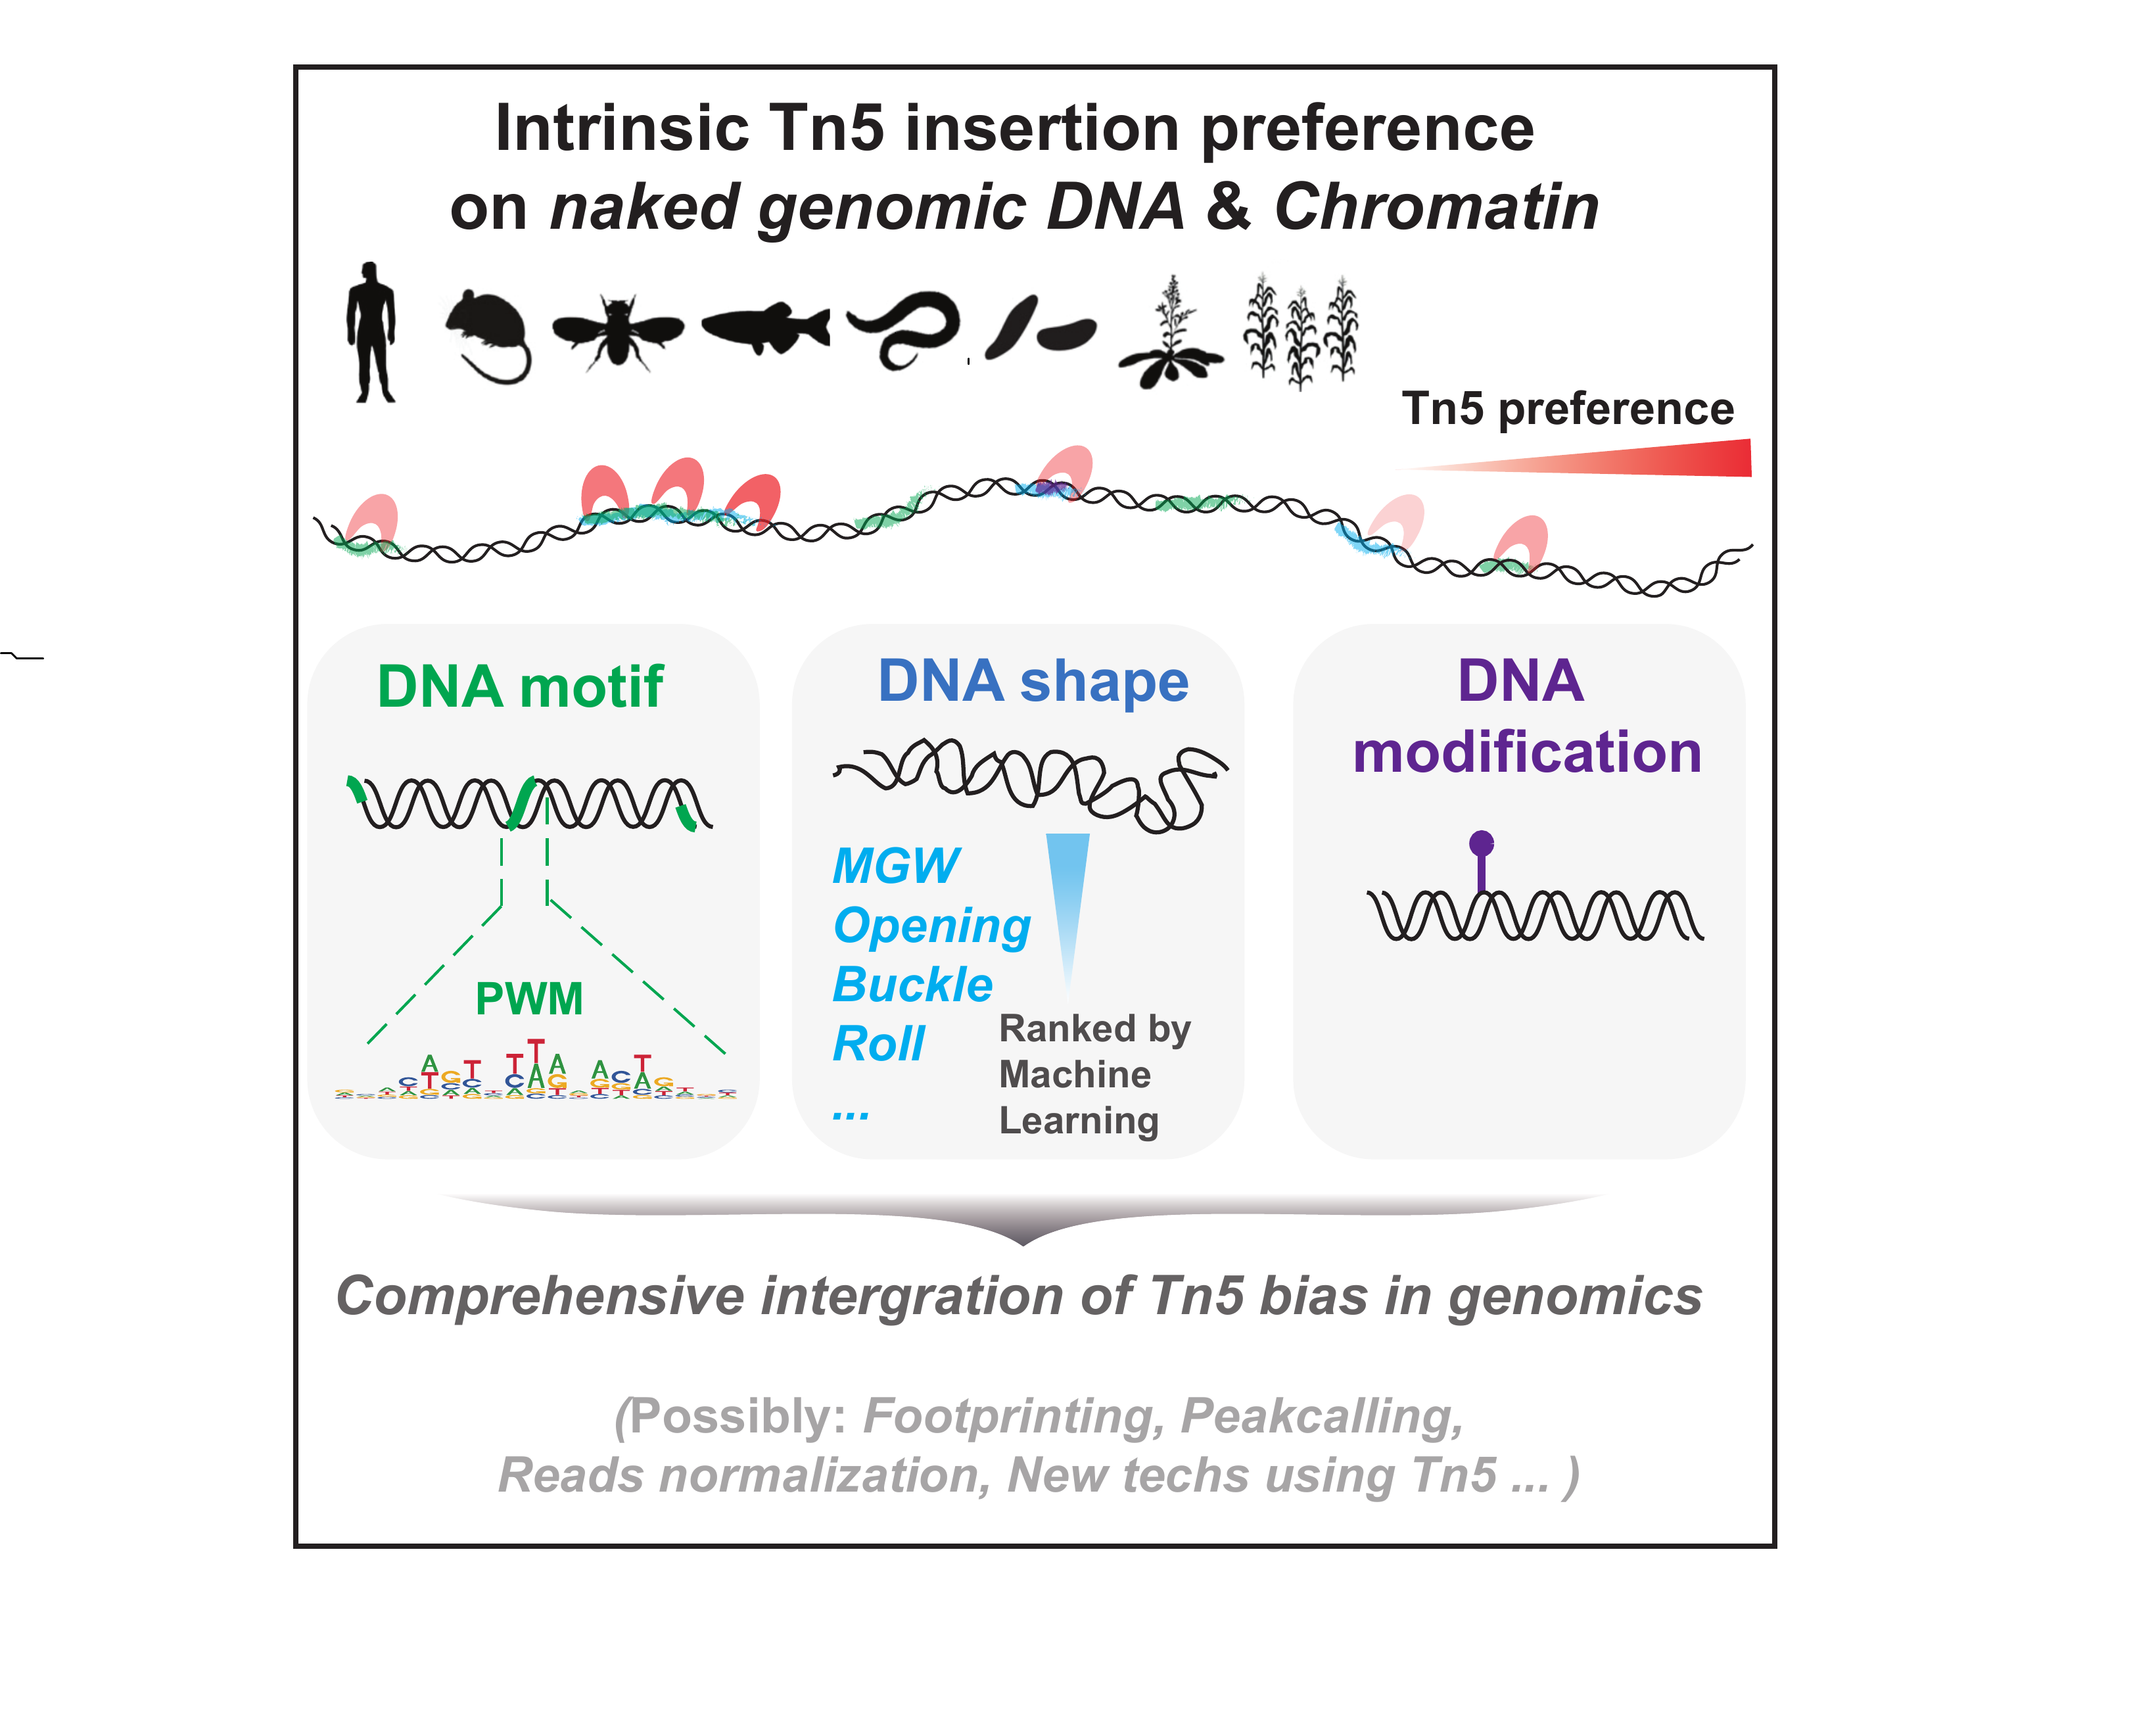 Intrinsic Tn5 insertion preference
on naked genomic DNA & Chromatin
Tn5 preference
DNA motif
PWM
DNA shape
MGW
Opening
Buckle
Roll
...
Ranked by
Machine
Learning
DNA
modification
Comprehensive intergration of Tn5 bias in genomics
(Possibly: Footprinting, Peakcalling,
Reads normalization, New techs using Tn5 ... )